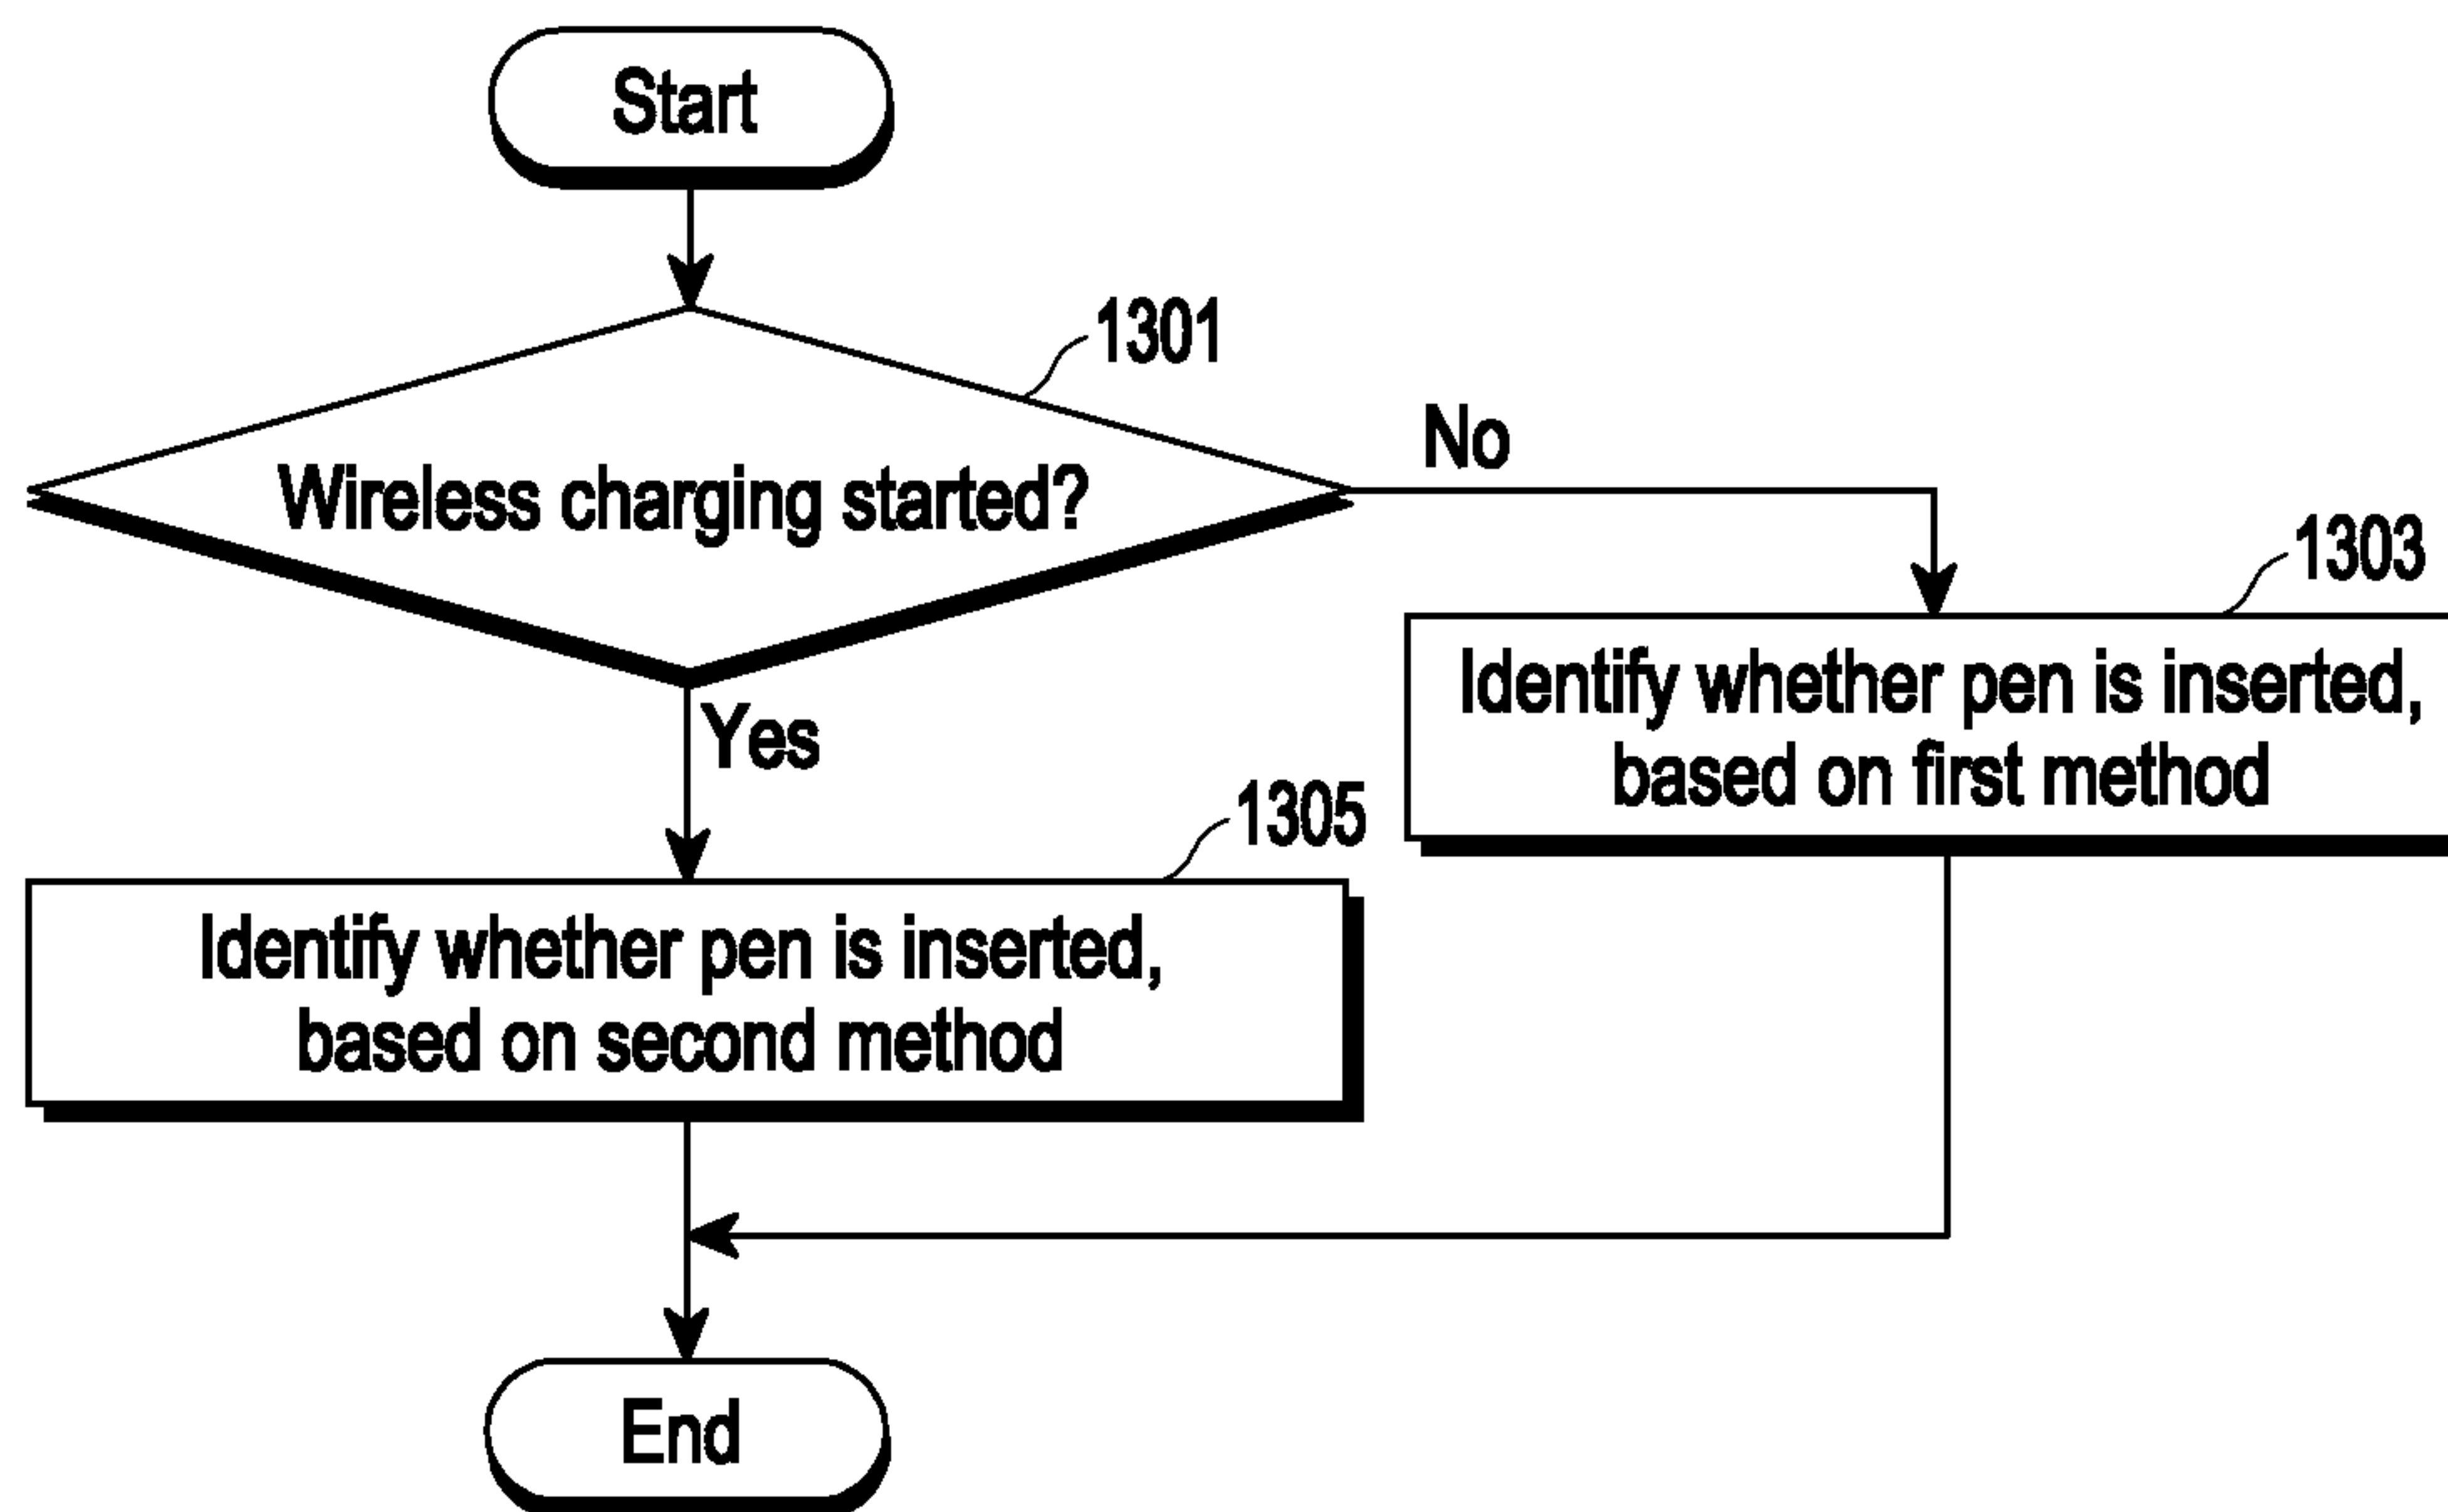 Start
1301
Wireless charging started?
No
1303
Identify whether pen is inserted,
based on first method
Yes
1305
Identify whether pen is inserted,
based on second method
End